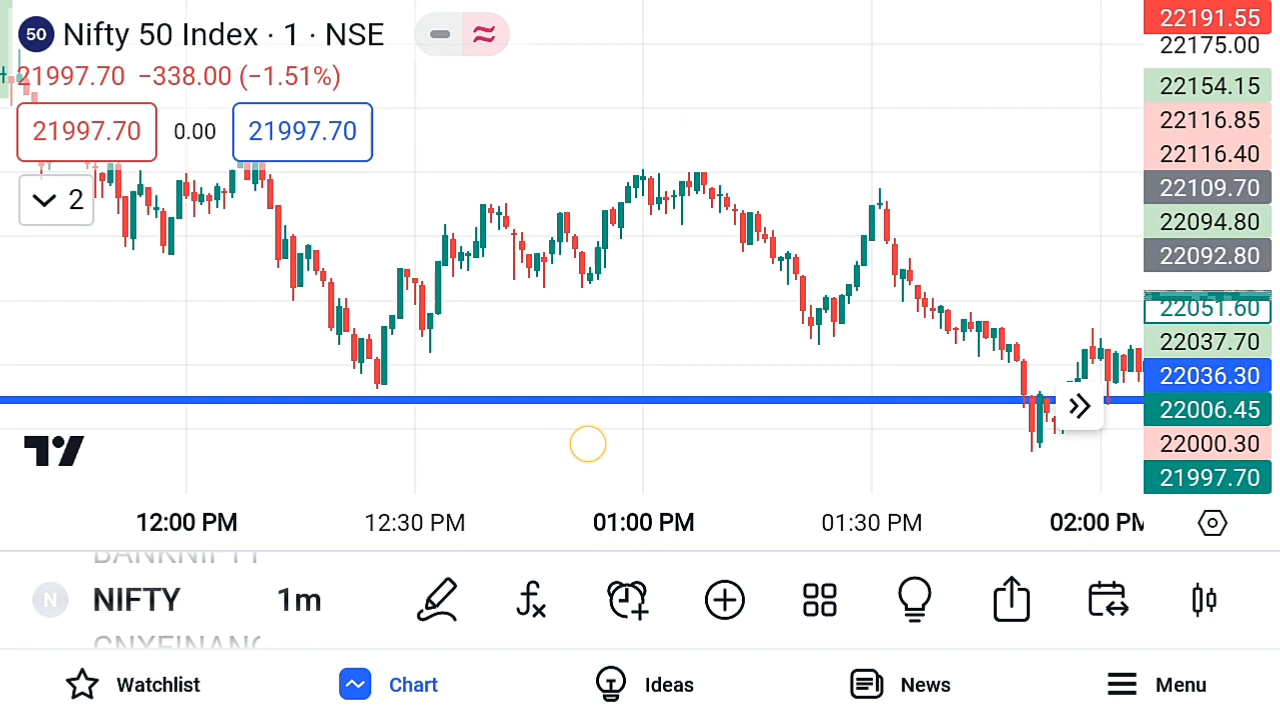 50 Nifty 50 Index · 1 · NSE
21997.70 −338.00 (−1.51%)
21997.70 0.00 21997.70
2
22191.55
22175.00
22154.15
22116.85
22116.40
22109.70
22094.80
22092.80
22051.60
22037.70
22036.30
22006.45
22000.30
21997.70
12:00 PM 12:30 PM 01:00 PM 01:30 PM 02:00 PM
BANKNIFTY
N NIFTY 1m
CNXFINANC
Watchlist Chart Ideas News Menu